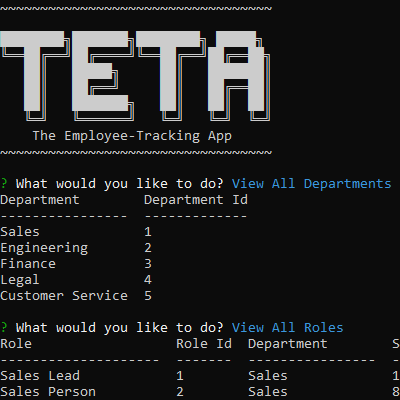 ~~~~~~~~~~~~~~~~~~~~~~~~~~~~~~~~~~
TETA
The Employee-Tracking App
~~~~~~~~~~~~~~~~~~~~~~~~~~~~~~~~~~
? What would you like to do? View All Departments
Department        Department Id
----------------  -------------
Sales             1
Engineering       2
Finance           3
Legal             4
Customer Service  5
? What would you like to do? View All Roles
Role                  Role Id  Department        S
--------------------  -------  ----------------  --
Sales Lead            1        Sales             1
Sales Person          2        Sales             8